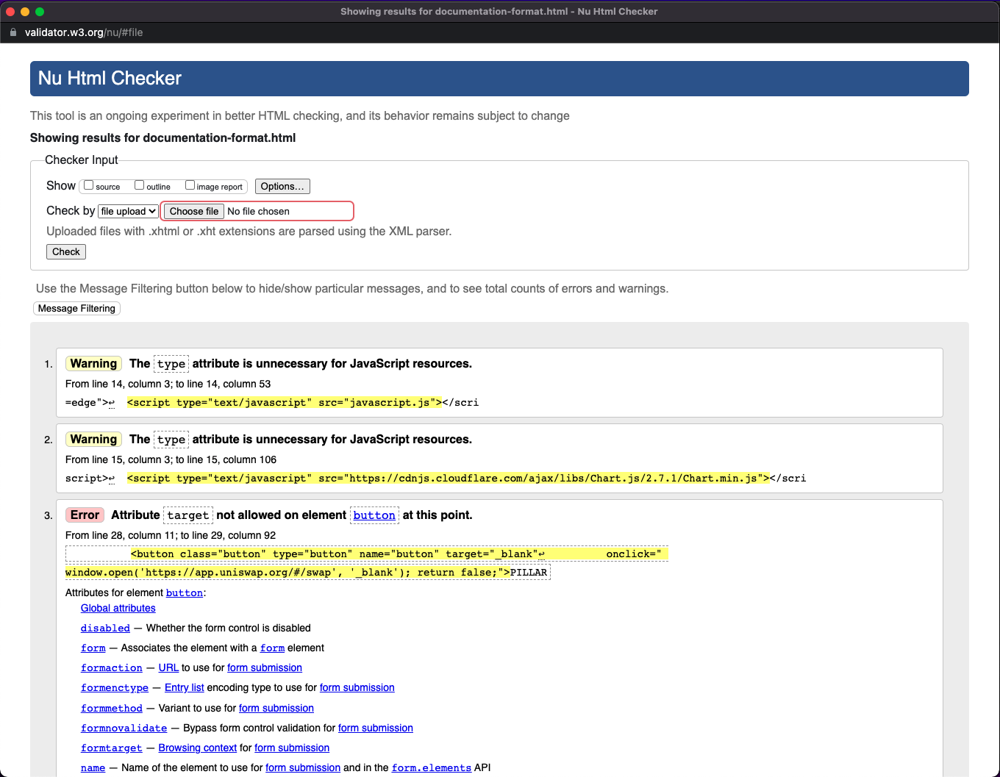 Showing results for documentation-format.html - Nu Html Checker
validator.w3.org/nu/#file
Nu Html Checker
This tool is an ongoing experiment in better HTML checking, and its behavior remains subject to change
Showing results for documentation-format.html
Checker Input
Show source outline image report Options...
Check by file upload Choose file No file chosen
Uploaded files with .xhtml or .xht extensions are parsed using the XML parser.
Check
Use the Message Filtering button below to hide/show particular messages, and to see total counts of errors and warnings.
Message Filtering
1. Warning The type attribute is unnecessary for JavaScript resources.
From line 14, column 3; to line 14, column 53
=edge">↩ <script type="text/javascript" src="javascript.js"></scri
2. Warning The type attribute is unnecessary for JavaScript resources.
From line 15, column 3; to line 15, column 106
script>↩ <script type="text/javascript" src="https://cdnjs.cloudflare.com/ajax/libs/Chart.js/2.7.1/Chart.min.js"></scri
3. Error Attribute target not allowed on element button at this point.
From line 28, column 11; to line 29, column 92
<button class="button" type="button" name="button" target="_blank"↩ onclick="
window.open('https://app.uniswap.org/#/swap', '_blank'); return false;">PILLAR
Attributes for element button:
Global attributes
disabled — Whether the form control is disabled
form — Associates the element with a form element
formaction — URL to use for form submission
formenctype — Entry list encoding type to use for form submission
formmethod — Variant to use for form submission
formnovalidate — Bypass form control validation for form submission
formtarget — Browsing context for form submission
name — Name of the element to use for form submission and in the form.elements API